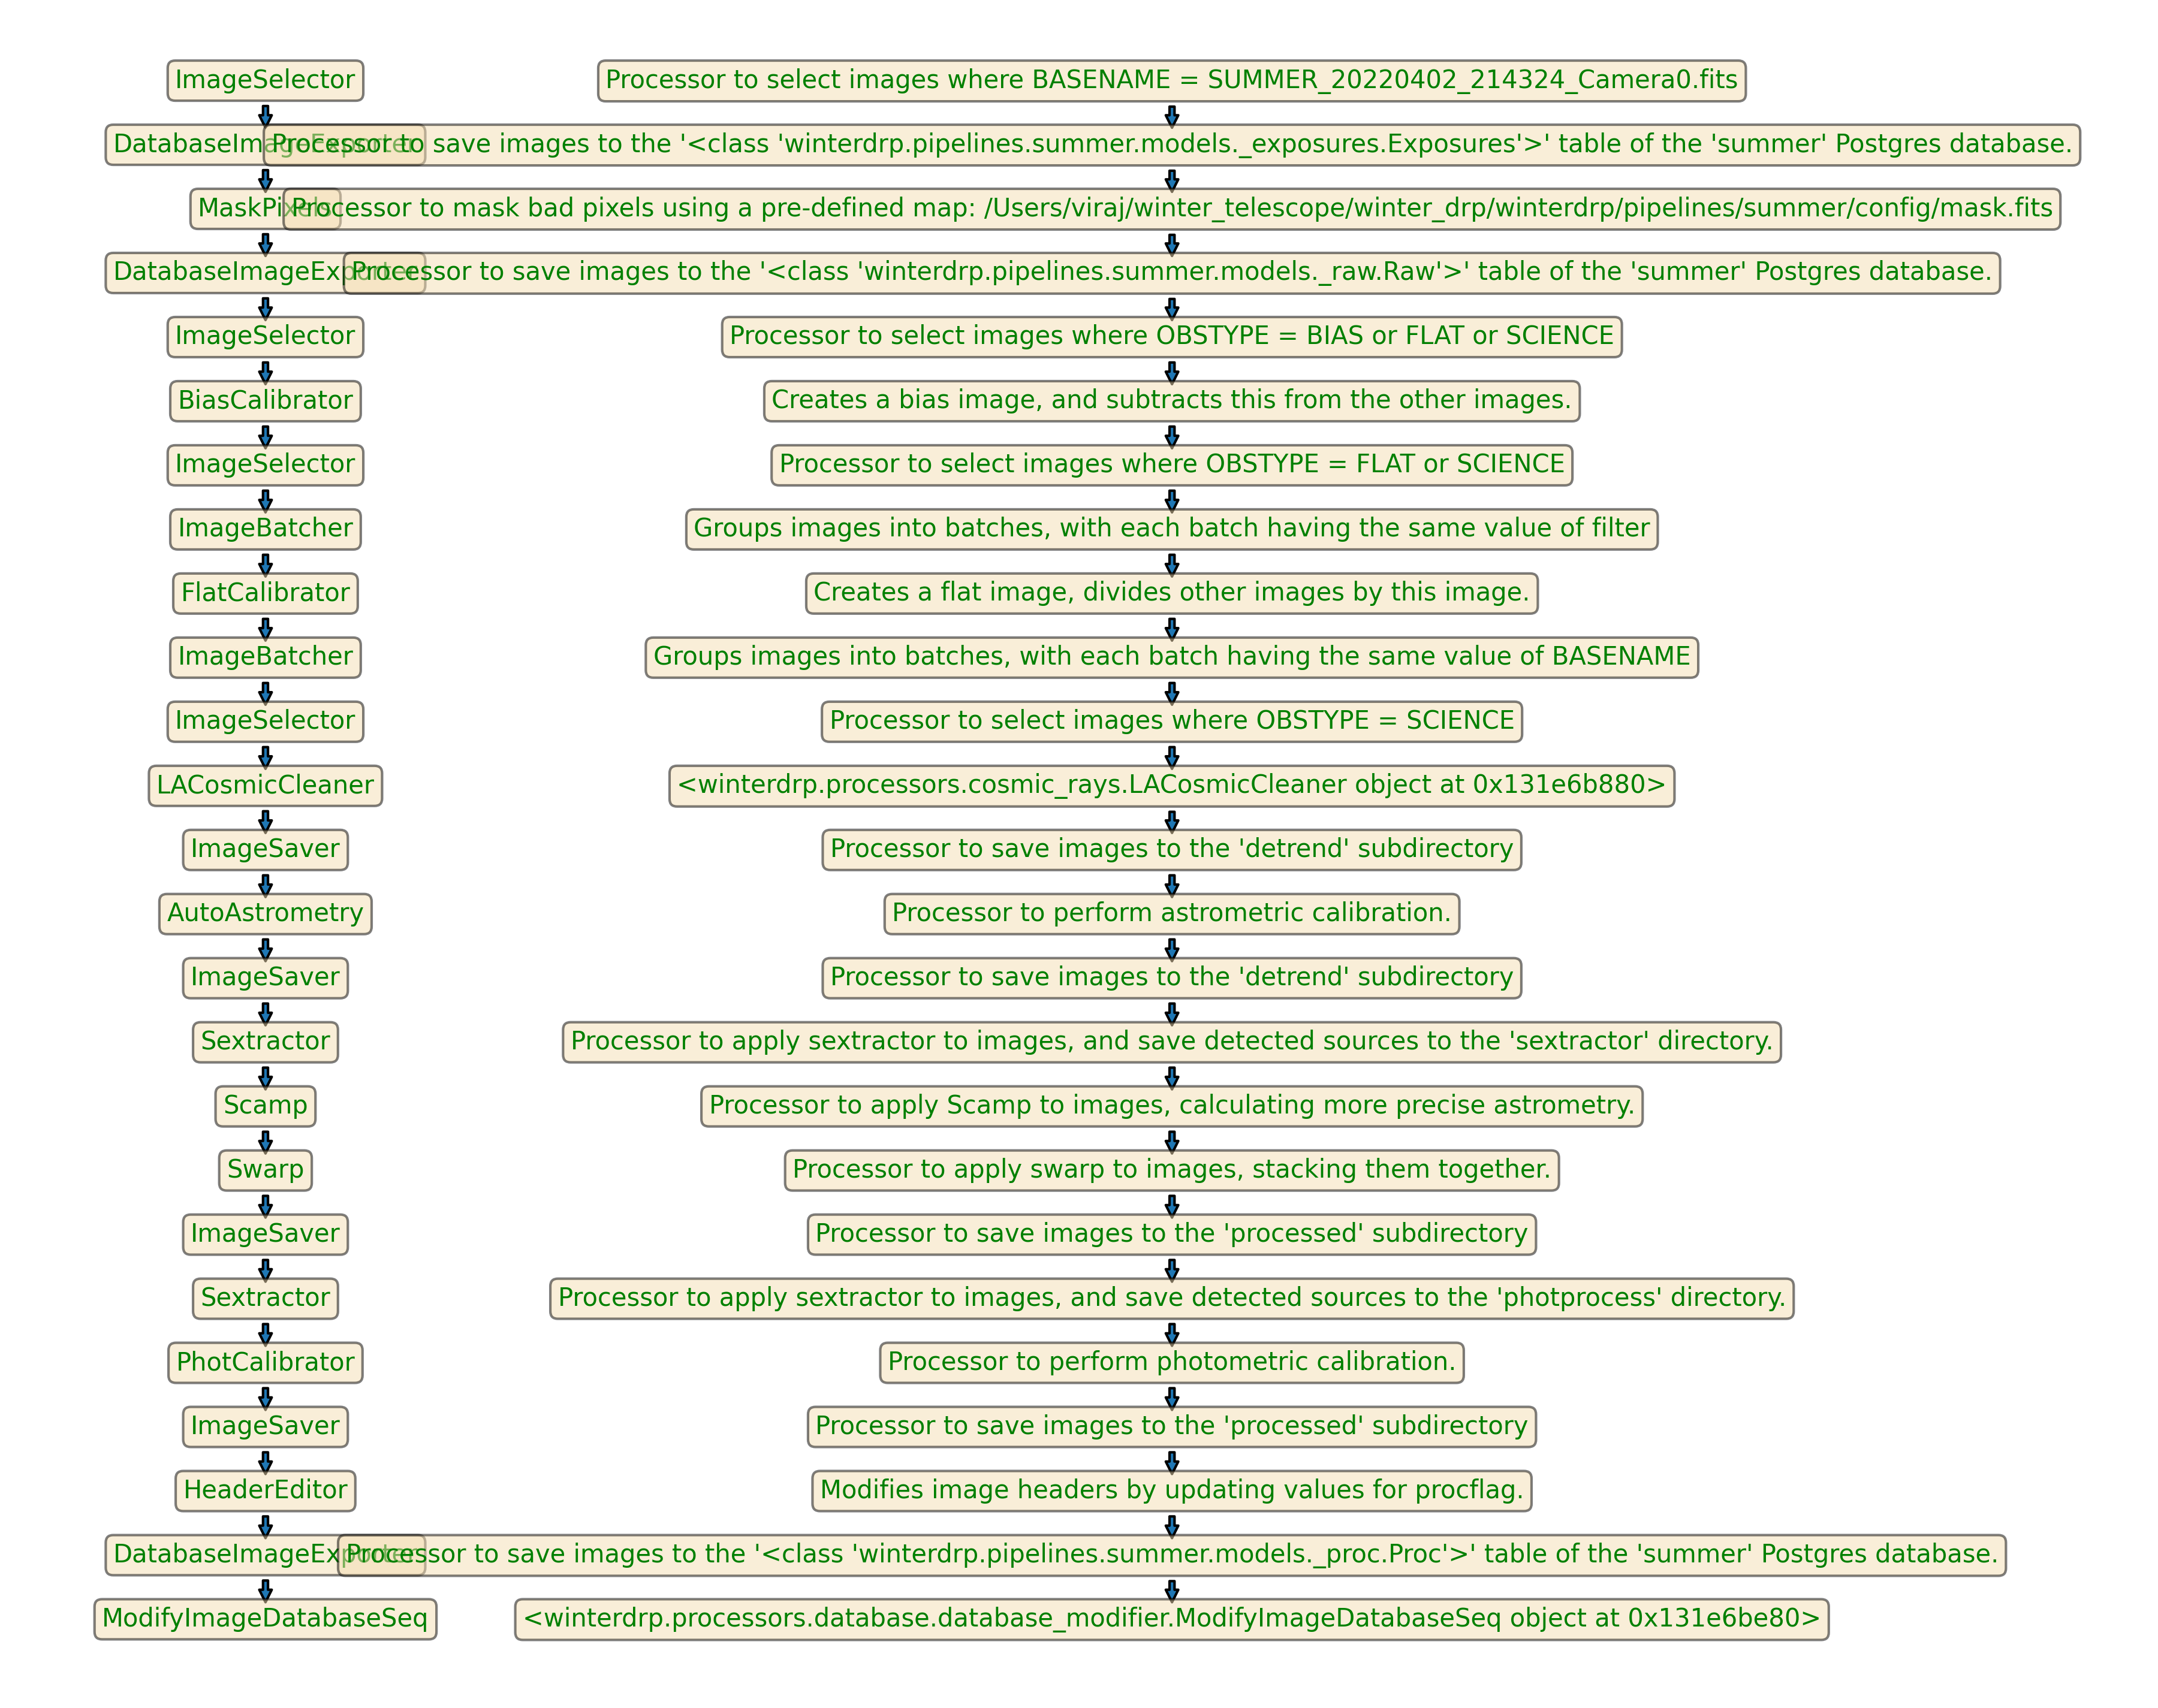 ImageSelector
Processor to select images where BASENAME = SUMMER_20220402_214324_Camera0.fits
DatabaseImageExporter
Processor to save images to the '<class 'winterdrp.pipelines.summer.models._exposures.Exposures'>' table of the 'summer' Postgres database.
MaskPixels
Processor to mask bad pixels using a pre-defined map: /Users/viraj/winter_telescope/winter_drp/winterdrp/pipelines/summer/config/mask.fits
DatabaseImageExporter
Processor to save images to the '<class 'winterdrp.pipelines.summer.models._raw.Raw'>' table of the 'summer' Postgres database.
ImageSelector
Processor to select images where OBSTYPE = BIAS or FLAT or SCIENCE
BiasCalibrator
Creates a bias image, and subtracts this from the other images.
ImageSelector
Processor to select images where OBSTYPE = FLAT or SCIENCE
ImageBatcher
Groups images into batches, with each batch having the same value of filter
FlatCalibrator
Creates a flat image, divides other images by this image.
ImageBatcher
Groups images into batches, with each batch having the same value of BASENAME
ImageSelector
Processor to select images where OBSTYPE = SCIENCE
LACosmicCleaner
<winterdrp.processors.cosmic_rays.LACosmicCleaner object at 0x131e6b880>
ImageSaver
Processor to save images to the 'detrend' subdirectory
AutoAstrometry
Processor to perform astrometric calibration.
ImageSaver
Processor to save images to the 'detrend' subdirectory
Sextractor
Processor to apply sextractor to images, and save detected sources to the 'sextractor' directory.
Scamp
Processor to apply Scamp to images, calculating more precise astrometry.
Swarp
Processor to apply swarp to images, stacking them together.
ImageSaver
Processor to save images to the 'processed' subdirectory
Sextractor
Processor to apply sextractor to images, and save detected sources to the 'photprocess' directory.
PhotCalibrator
Processor to perform photometric calibration.
ImageSaver
Processor to save images to the 'processed' subdirectory
HeaderEditor
Modifies image headers by updating values for procflag.
DatabaseImageExporter
Processor to save images to the '<class 'winterdrp.pipelines.summer.models._proc.Proc'>' table of the 'summer' Postgres database.
ModifyImageDatabaseSeq
<winterdrp.processors.database.database_modifier.ModifyImageDatabaseSeq object at 0x131e6be80>